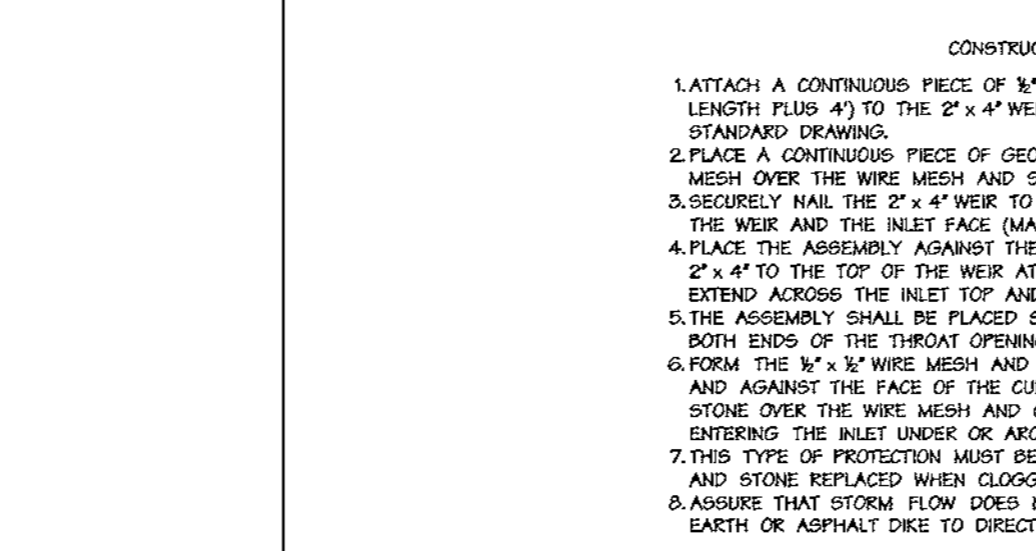 CONSTRUC
1. ATTACH A CONTINUOUS PIECE OF ½"
LENGTH PLUS 4') TO THE 2" x 4" WEI
STANDARD DRAWING.
2. PLACE A CONTINUOUS PIECE OF GEO
MESH OVER THE WIRE MESH AND S
3. SECURELY NAIL THE 2" x 4" WEIR TO
THE WEIR AND THE INLET FACE (MA
4. PLACE THE ASSEMBLY AGAINST THE
2" x 4" TO THE TOP OF THE WEIR AT
EXTEND ACROSS THE INLET TOP AND
5. THE ASSEMBLY SHALL BE PLACED S
BOTH ENDS OF THE THROAT OPENING
6. FORM THE ½" x ½" WIRE MESH AND
AND AGAINST THE FACE OF THE CU
STONE OVER THE WIRE MESH AND
ENTERING THE INLET UNDER OR ARO
7. THIS TYPE OF PROTECTION MUST BE
AND STONE REPLACED WHEN CLOGG
8. ASSURE THAT STORM FLOW DOES
EARTH OR ASPHALT DIKE TO DIRECT